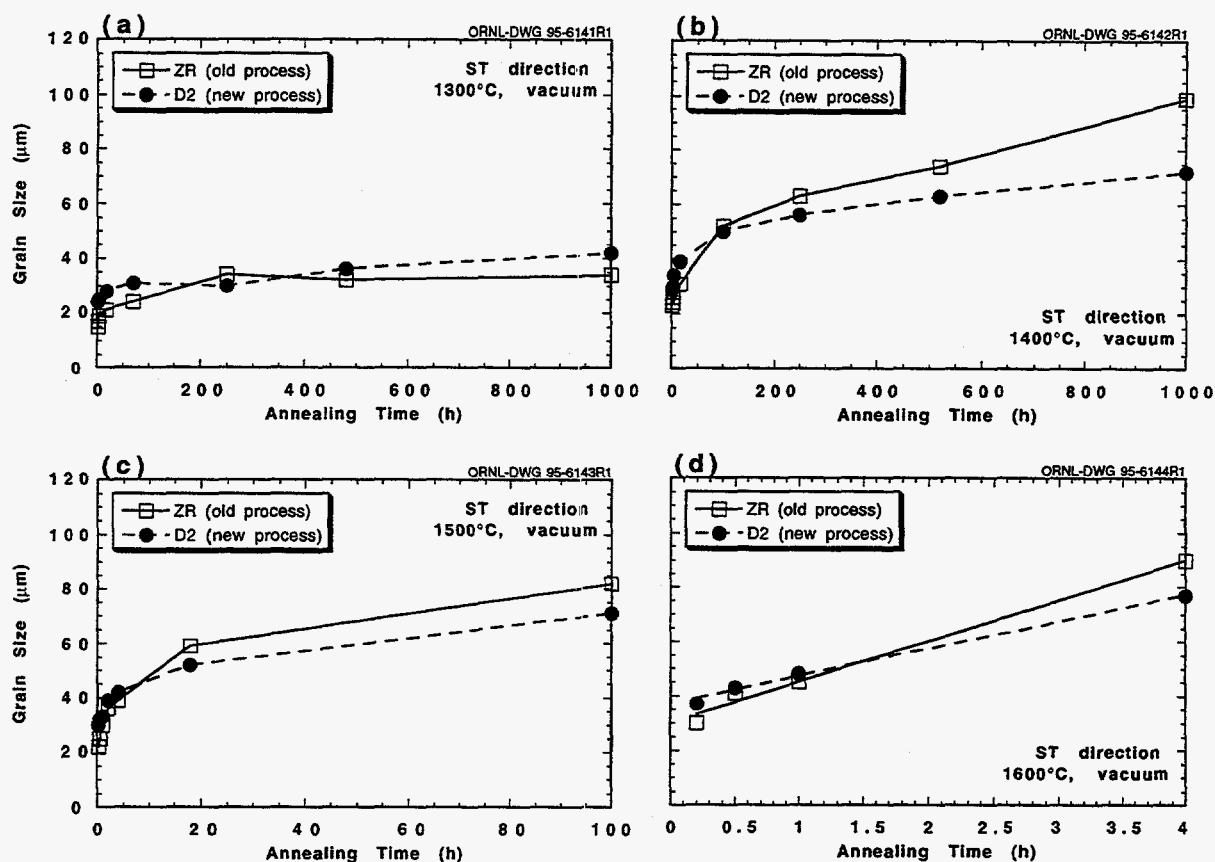 (a) ORNL-DWG 95-6141R1
120
100
80
60
40
20
0
Grain Size (μm)
ZR (old process)
D2 (new process)
ST direction
1300°C, vacuum
0 200 400 600 800 1000
Annealing Time (h)
(b) ORNL-DWG 95-6142R1
ZR (old process)
D2 (new process)
ST direction
1400°C, vacuum
0 200 400 600 800 1000
Annealing Time (h)
(c) ORNL-DWG 95-6143R1
120
100
80
60
40
20
0
Grain Size (μm)
ZR (old process)
D2 (new process)
ST direction
1500°C, vacuum
0 20 40 60 80 100
Annealing Time (h)
(d) ORNL-DWG 95-6144R1
ZR (old process)
D2 (new process)
ST direction
1600°C, vacuum
0 0.5 1 1.5 2 2.5 3 3.5 4
Annealing Time (h)